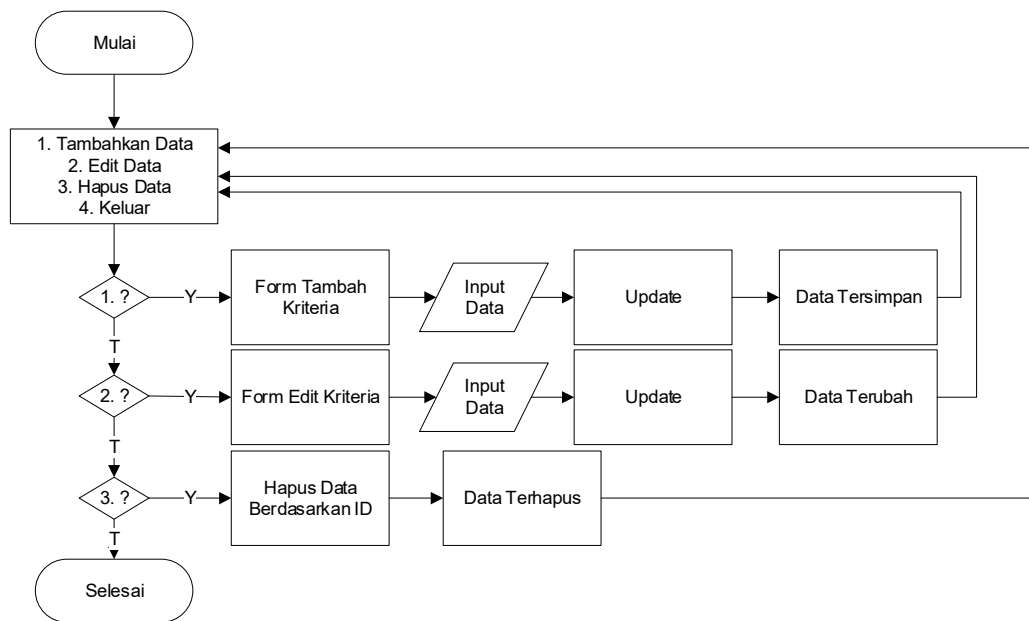 Mulai
1. Tambahkan Data
2. Edit Data
3. Hapus Data
4. Keluar
1. ?
Y
Form Tambah
Kriteria
Input
Data
Update
Data Tersimpan
T
2. ?
Y
Form Edit Kriteria
Input
Data
Update
Data Terubah
T
3. ?
Y
Hapus Data
Berdasarkan ID
Data Terhapus
T
Selesai